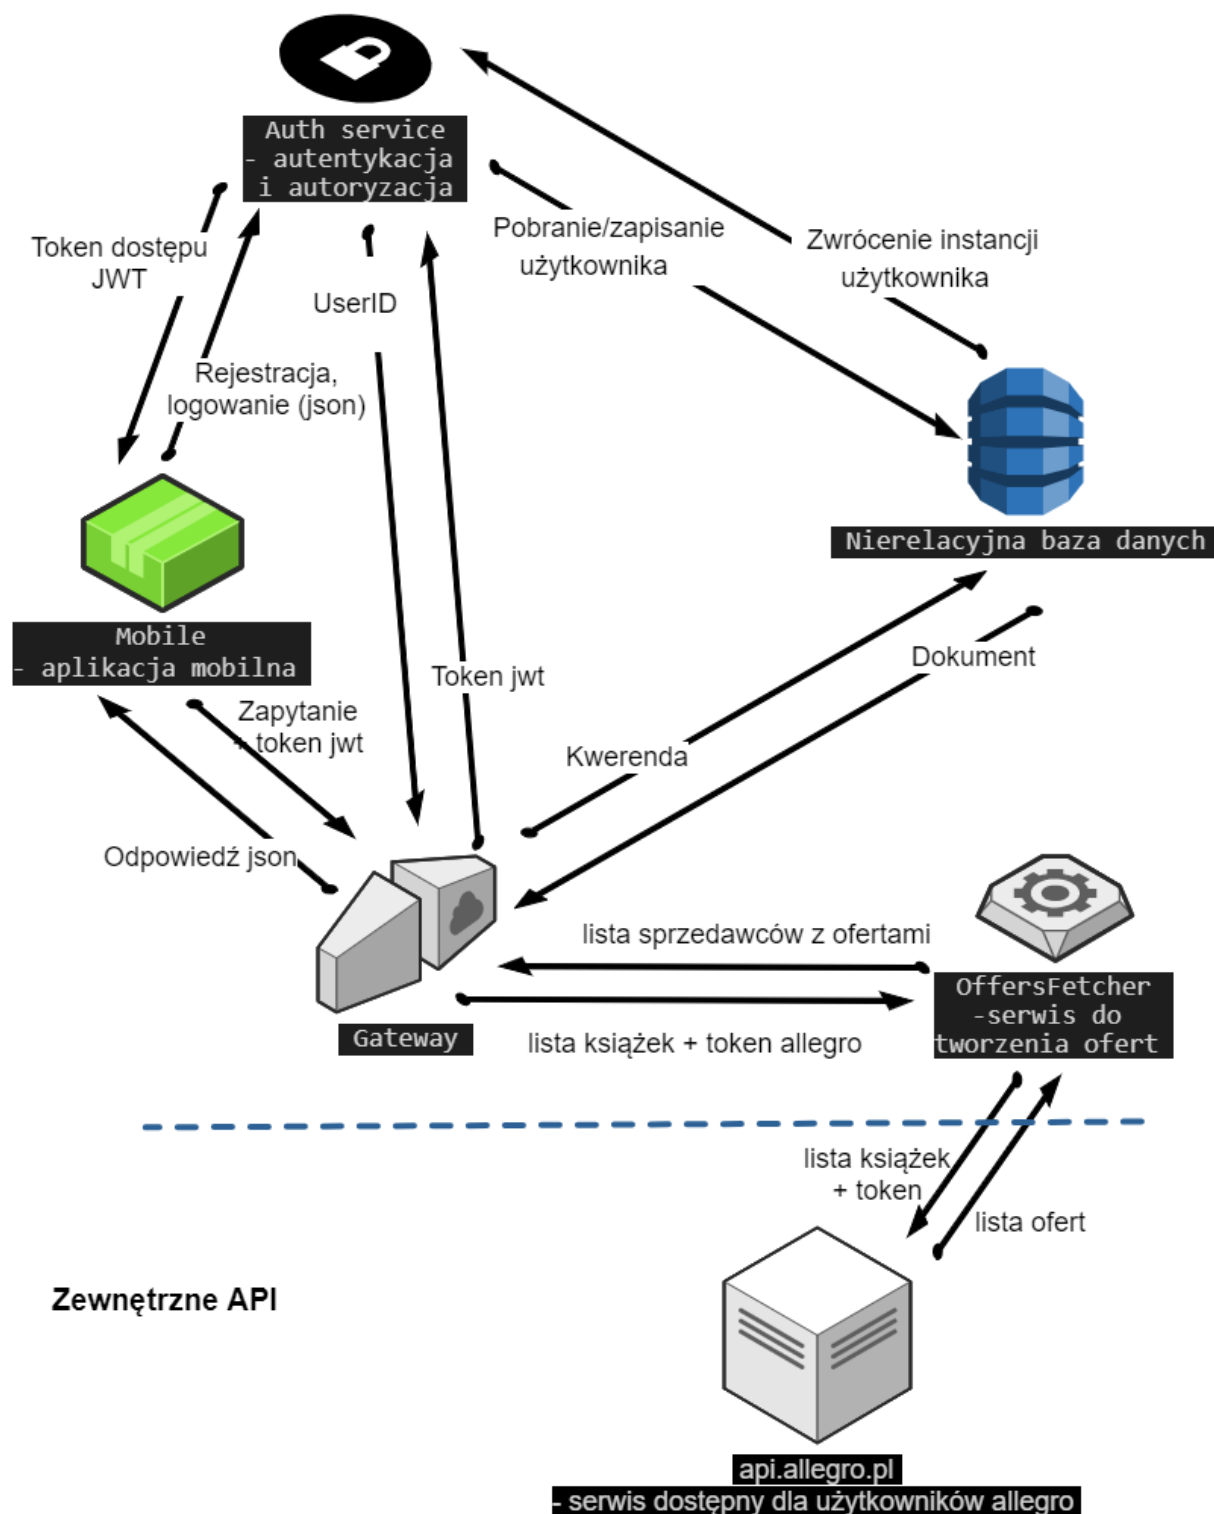 Auth service
- autentykacja
i autoryzacja
Token dostępu
JWT
UserID
Pobranie/zapisanie
użytkownika
Zwrócenie instancji
użytkownika
Rejestracja,
logowanie (json)
Nierelacyjna baza danych
Mobile
- aplikacja mobilna
Zapytanie
+ token jwt
Token jwt
Dokument
Kwerenda
Odpowiedź json
lista sprzedawców z ofertami
Gateway
lista książek + token allegro
OffersFetcher
-serwis do
tworzenia ofert
lista książek
+ token
lista ofert
Zewnętrzne API
api.allegro.pl
- serwis dostępny dla użytkowników allegro